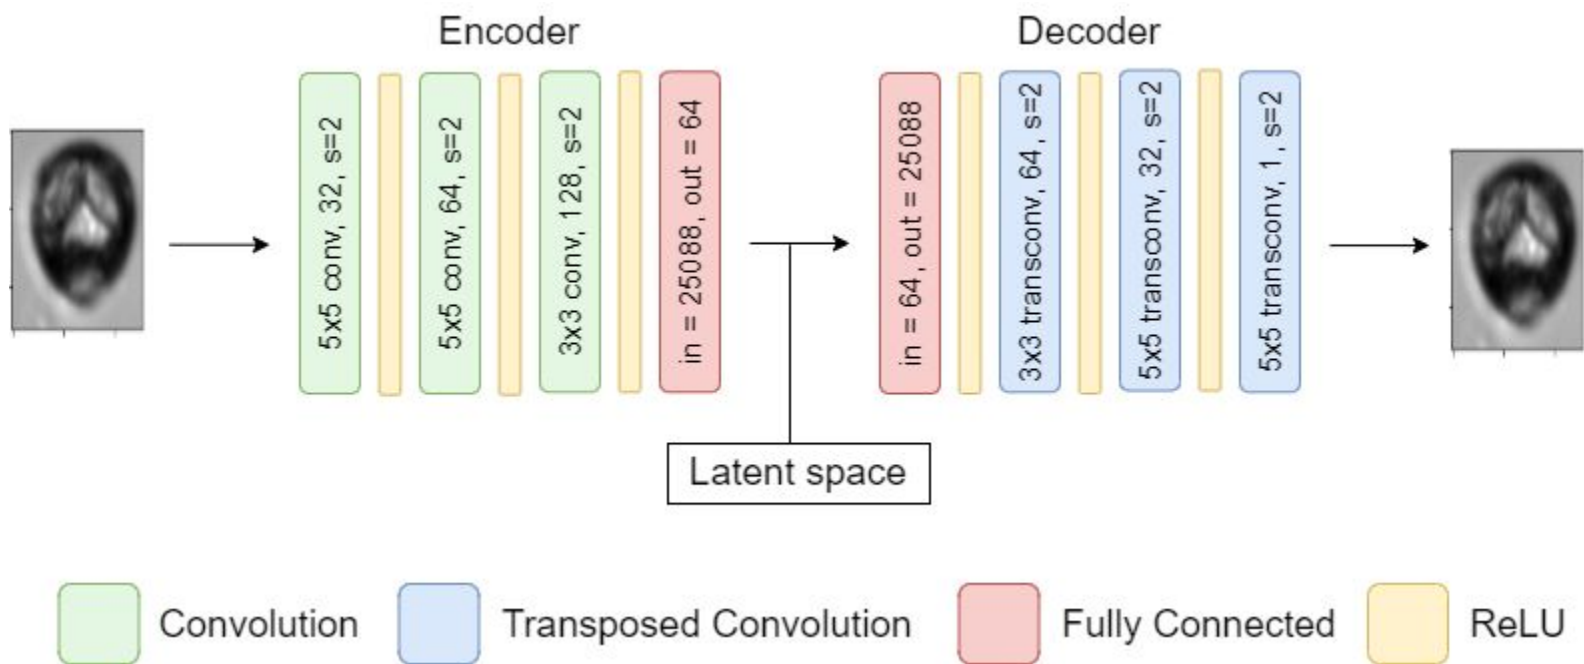 Encoder
Decoder
5x5 conv, 32, s=2
5x5 conv, 64, s=2
3x3 conv, 128, s=2
in = 25088, out = 64
in = 64, out = 25088
3x3 transconv, 64, s=2
5x5 transconv, 32, s=2
5x5 transconv, 1, s=2
Latent space
Convolution
Transposed Convolution
Fully Connected
ReLU